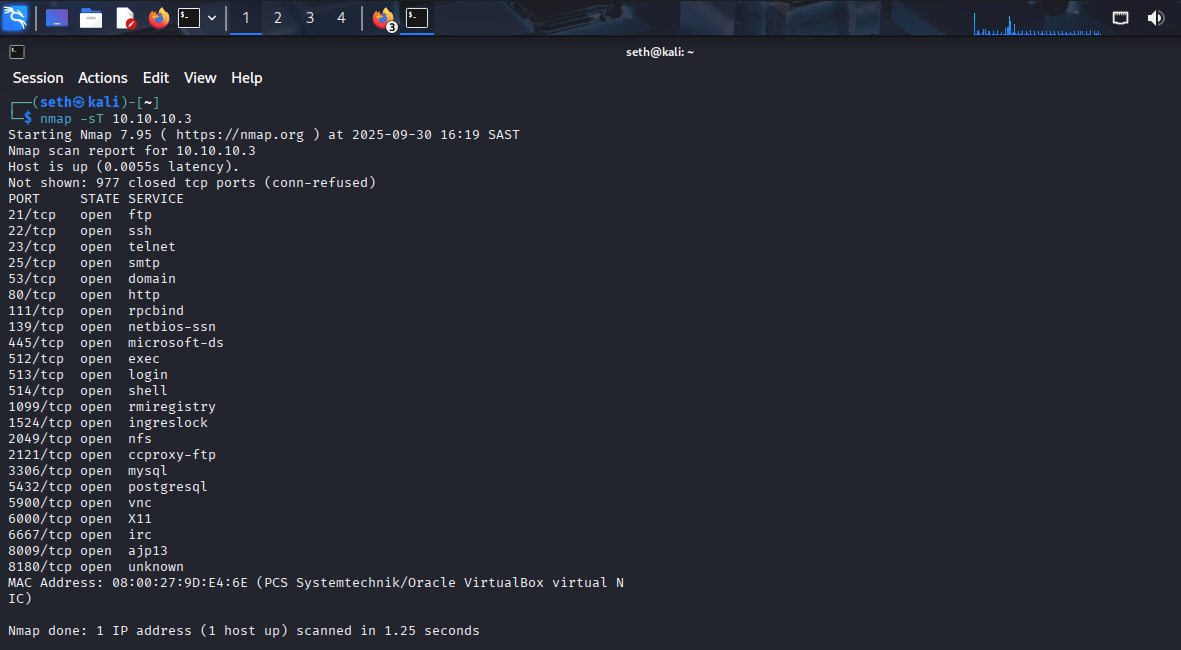 1 2 3 4 3
seth@kali: ~
Session Actions Edit View Help
┌──(seth㉿kali)-[~]
└─$ nmap -sT 10.10.10.3
Starting Nmap 7.95 ( https://nmap.org ) at 2025-09-30 16:19 SAST
Nmap scan report for 10.10.10.3
Host is up (0.0055s latency).
Not shown: 977 closed tcp ports (conn-refused)
PORT     STATE SERVICE
21/tcp   open  ftp
22/tcp   open  ssh
23/tcp   open  telnet
25/tcp   open  smtp
53/tcp   open  domain
80/tcp   open  http
111/tcp  open  rpcbind
139/tcp  open  netbios-ssn
445/tcp  open  microsoft-ds
512/tcp  open  exec
513/tcp  open  login
514/tcp  open  shell
1099/tcp open  rmiregistry
1524/tcp open  ingreslock
2049/tcp open  nfs
2121/tcp open  ccproxy-ftp
3306/tcp open  mysql
5432/tcp open  postgresql
5900/tcp open  vnc
6000/tcp open  X11
6667/tcp open  irc
8009/tcp open  ajp13
8180/tcp open  unknown
MAC Address: 08:00:27:9D:E4:6E (PCS Systemtechnik/Oracle VirtualBox virtual N
IC)
Nmap done: 1 IP address (1 host up) scanned in 1.25 seconds